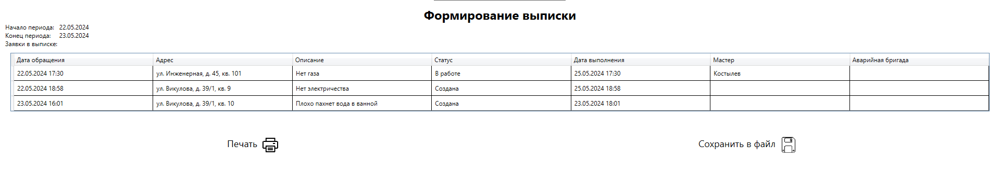 Формирование выписки
Начало периода: 22.05.2024
Конец периода: 23.05.2024
Заявки в выписке:
Дата обращения Адрес Описание Статус Дата выполнения Мастер Аварийная бригада
22.05.2024 17:30 ул. Инженерная, д. 45, кв. 101 Нет газа В работе 25.05.2024 17:30 Костылев
22.05.2024 18:58 ул. Викулова, д. 39/1, кв. 9 Нет электричества Создана 25.05.2024 18:58
23.05.2024 16:01 ул. Викулова, д. 39/1, кв. 10 Плохо пахнет вода в ванной Создана 23.05.2024 18:01
Печать Сохранить в файл